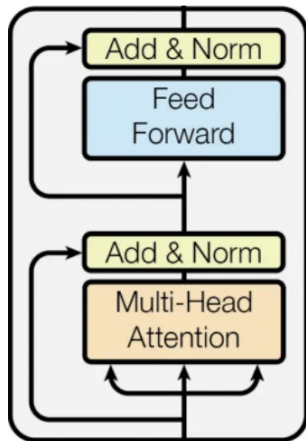 Add & Norm
Feed
Forward
Add & Norm
Multi-Head
Attention